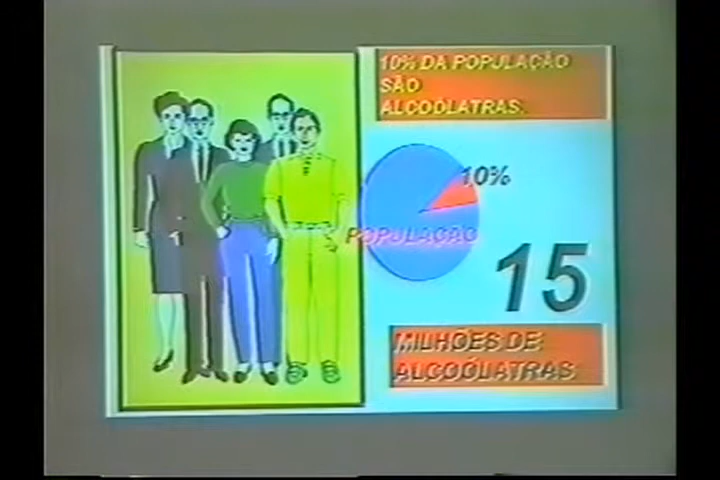 10% DA POPULAÇÃO
SÃO
ALCOÓLATRAS.
10%
POPULAÇÃO
15
MILHÕES DE
ALCOÓLATRAS